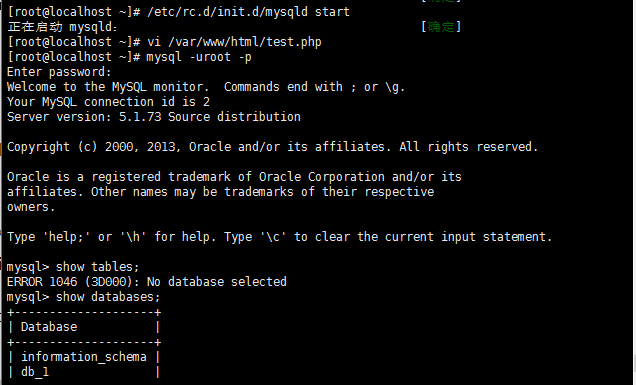 [确定]
[root@localhost ~]# /etc/rc.d/init.d/mysqld start
正在启动 mysqld： [确定]
[root@localhost ~]# vi /var/www/html/test.php
[root@localhost ~]# mysql -uroot -p
Enter password:
Welcome to the MySQL monitor.  Commands end with ; or \g.
Your MySQL connection id is 2
Server version: 5.1.73 Source distribution
Copyright (c) 2000, 2013, Oracle and/or its affiliates. All rights reserved.
Oracle is a registered trademark of Oracle Corporation and/or its
affiliates. Other names may be trademarks of their respective
owners.
Type 'help;' or '\h' for help. Type '\c' to clear the current input statement.
mysql> show tables;
ERROR 1046 (3D000): No database selected
mysql> show databases;
+--------------------+
| Database           |
+--------------------+
| information_schema |
| db_1               |